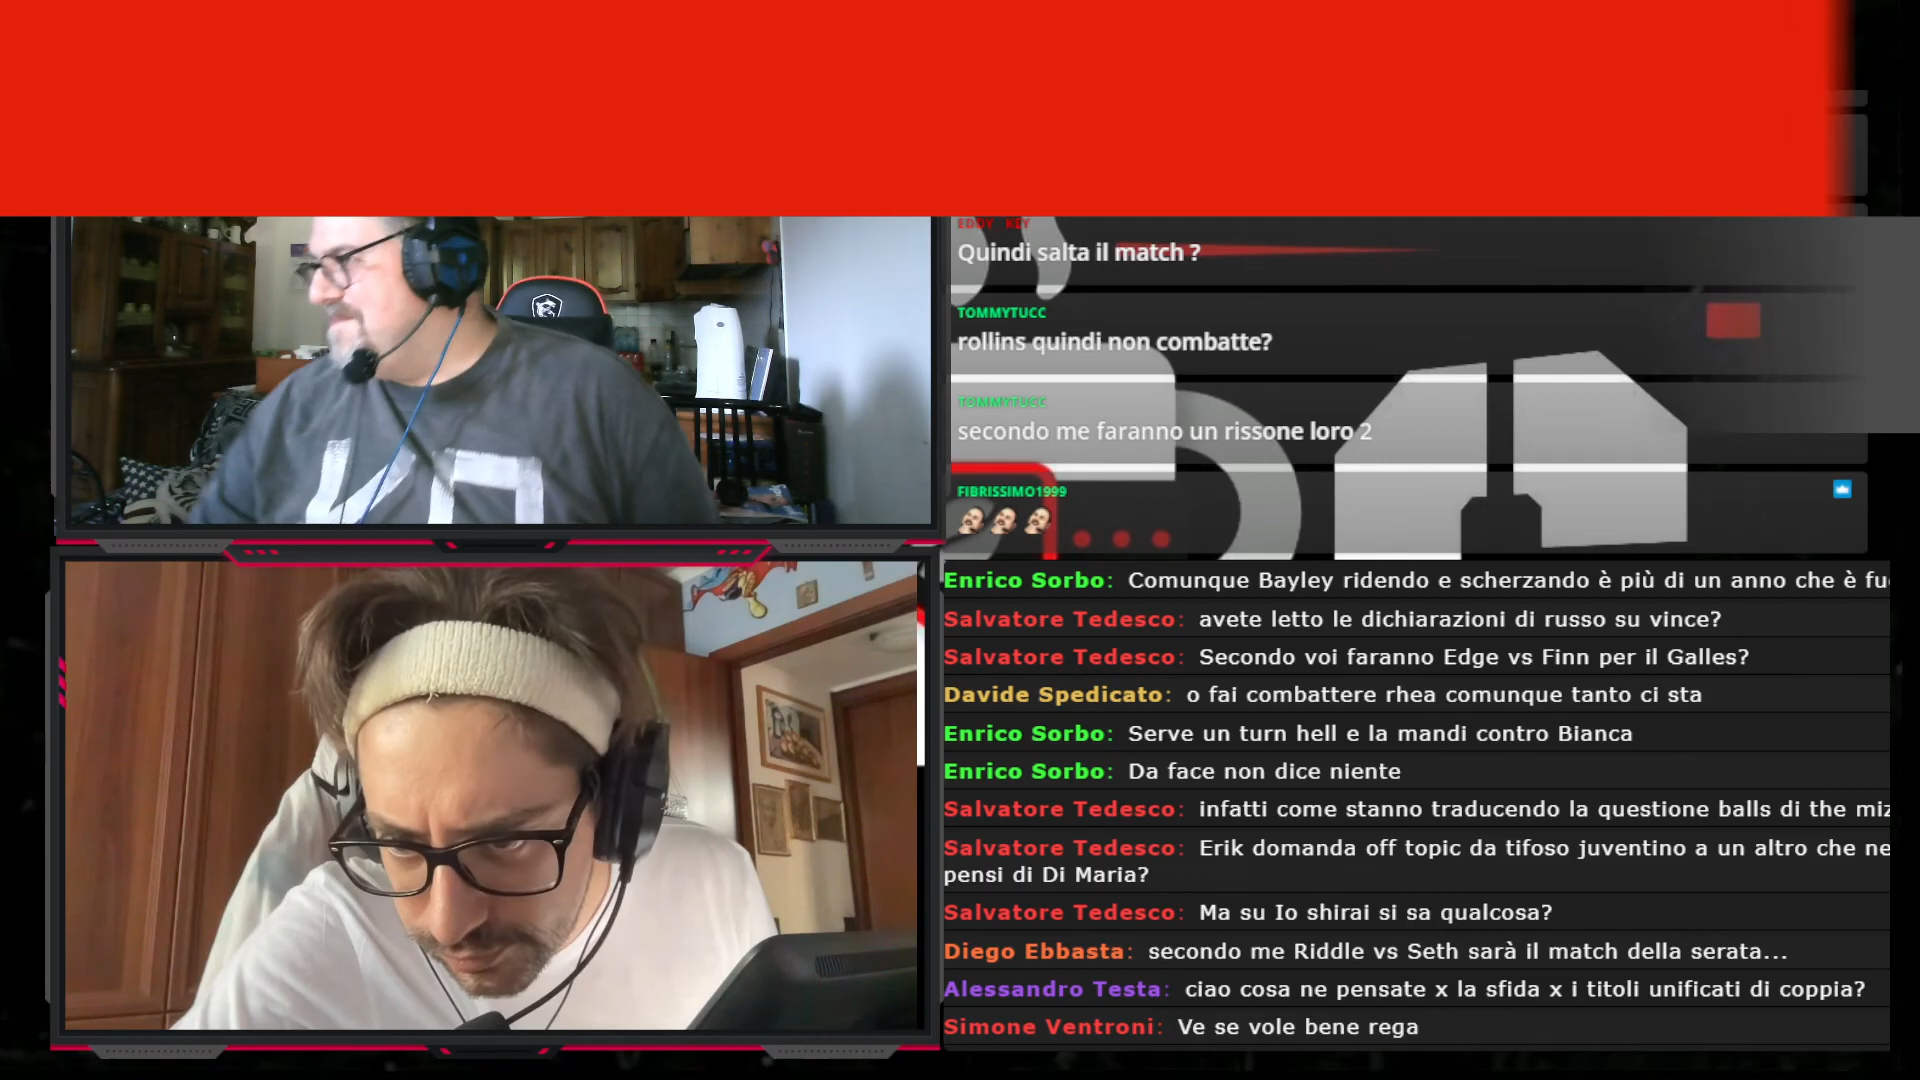 EDDY_KEY
Quindi salta il match ?
TOMMYTUCC
rollins quindi non combatte?
TOMMYTUCC
secondo me faranno un rissone loro 2
FIBRISSIMO1999
Enrico Sorbo: Comunque Bayley ridendo e scherzando è più di un anno che è fu
Salvatore Tedesco: avete letto le dichiarazioni di russo su vince?
Salvatore Tedesco: Secondo voi faranno Edge vs Finn per il Galles?
Davide Spedicato: o fai combattere rhea comunque tanto ci sta
Enrico Sorbo: Serve un turn hell e la mandi contro Bianca
Enrico Sorbo: Da face non dice niente
Salvatore Tedesco: infatti come stanno traducendo la questione balls di the miz
Salvatore Tedesco: Erik domanda off topic da tifoso juventino a un altro che ne
pensi di Di Maria?
Salvatore Tedesco: Ma su Io shirai si sa qualcosa?
Diego Ebbasta: secondo me Riddle vs Seth sarà il match della serata...
Alessandro Testa: ciao cosa ne pensate x la sfida x i titoli unificati di coppia?
Simone Ventroni: Ve se vole bene rega